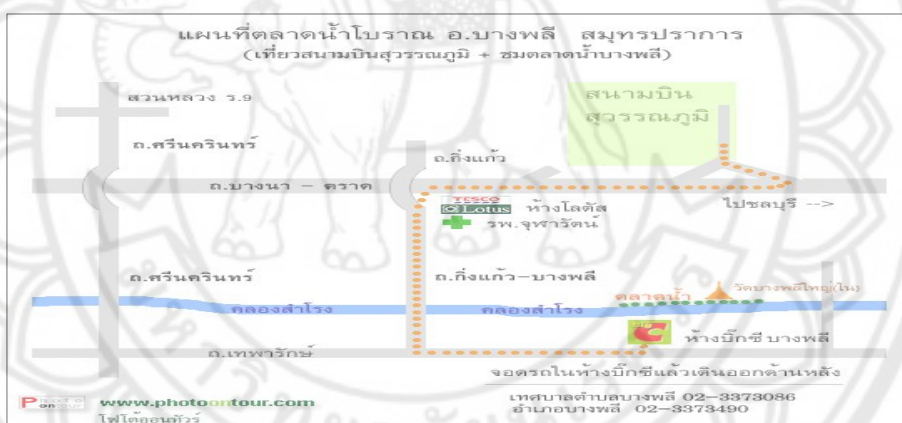 แผนที่ตลาดน้ำโบราณ อ.บางพลี สมุทรปราการ
(เที่ยวสนามบินสุวรรณภูมิ + ชมตลาดน้ำบางพลี)
สวนหลวง ร.9
สนามบิน
สุวรรณภูมิ
ถ.ศรีนครินทร์
ถ.กิ่งแก้ว
ถ.บางนา - ตราด
TESCO
Lotus ห้างโลตัส
ไปชลบุรี -->
รพ.จุฬารัตน์
ถ.ศรีนครินทร์
ถ.กิ่งแก้ว-บางพลี
ตลาดน้ำ
วัดบางพลีใหญ่(ใน)
คลองสำโรง
คลองสำโรง
ห้างบิ๊กซี บางพลี
ถ.เทพารักษ์
จอดรถในห้างบิ๊กซีแล้วเดินออกด้านหลัง
www.photoontour.com
โฟโต้ออนทัวร์
เทศบาลตำบลบางพลี 02-3373086
อำเภอบางพลี 02-3373490